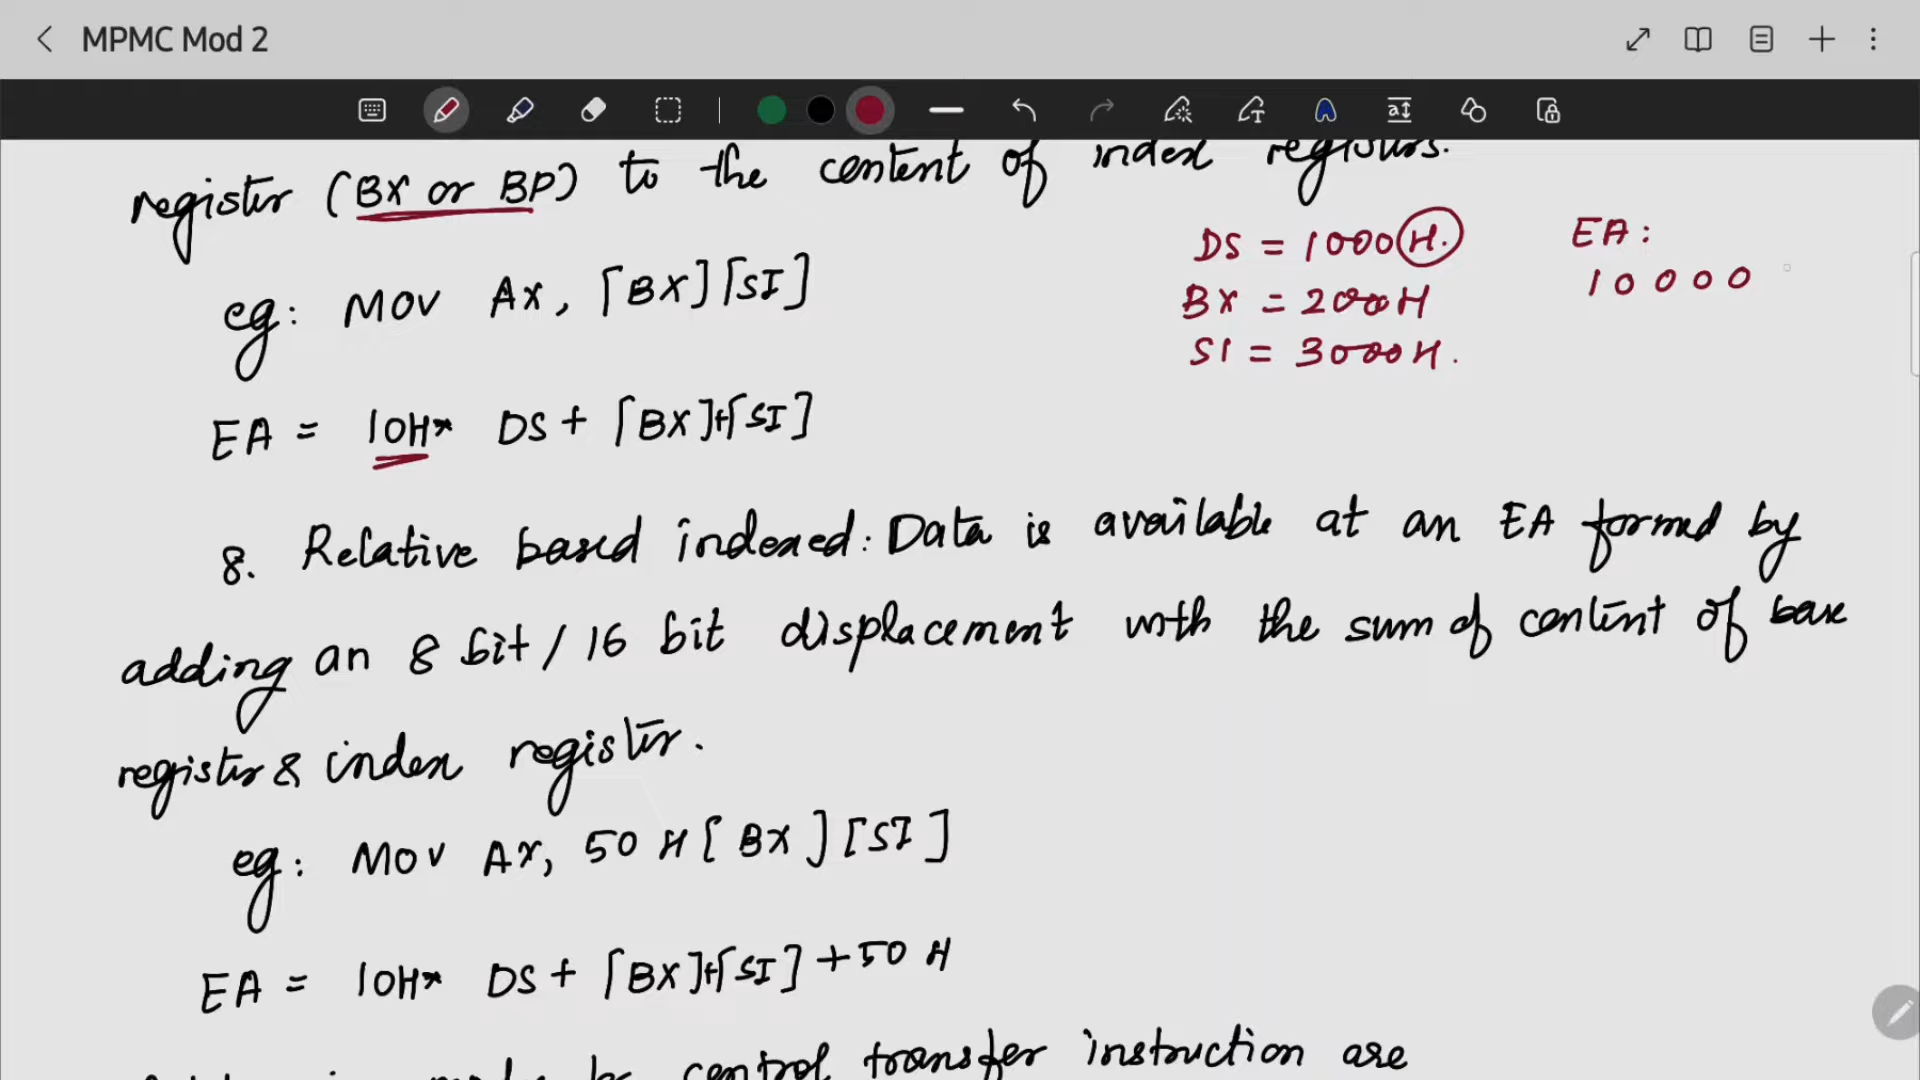 MPMC Mod 2
register (BX or BP) to the content of index registers.
DS = 1000H.
BX = 2000H
SI = 3000H.
EA:
10000
eg: MOV AX, [BX][SI]
EA = 10H* DS + [BX]+[SI]
8. Relative based indexed: Data is available at an EA formed by
adding an 8 bit / 16 bit displacement with the sum of content of base
register & index register.
eg: MOV AX, 50 H [BX][SI]
EA = 10H* DS + [BX]+[SI] + 50 H
control transfer instruction are